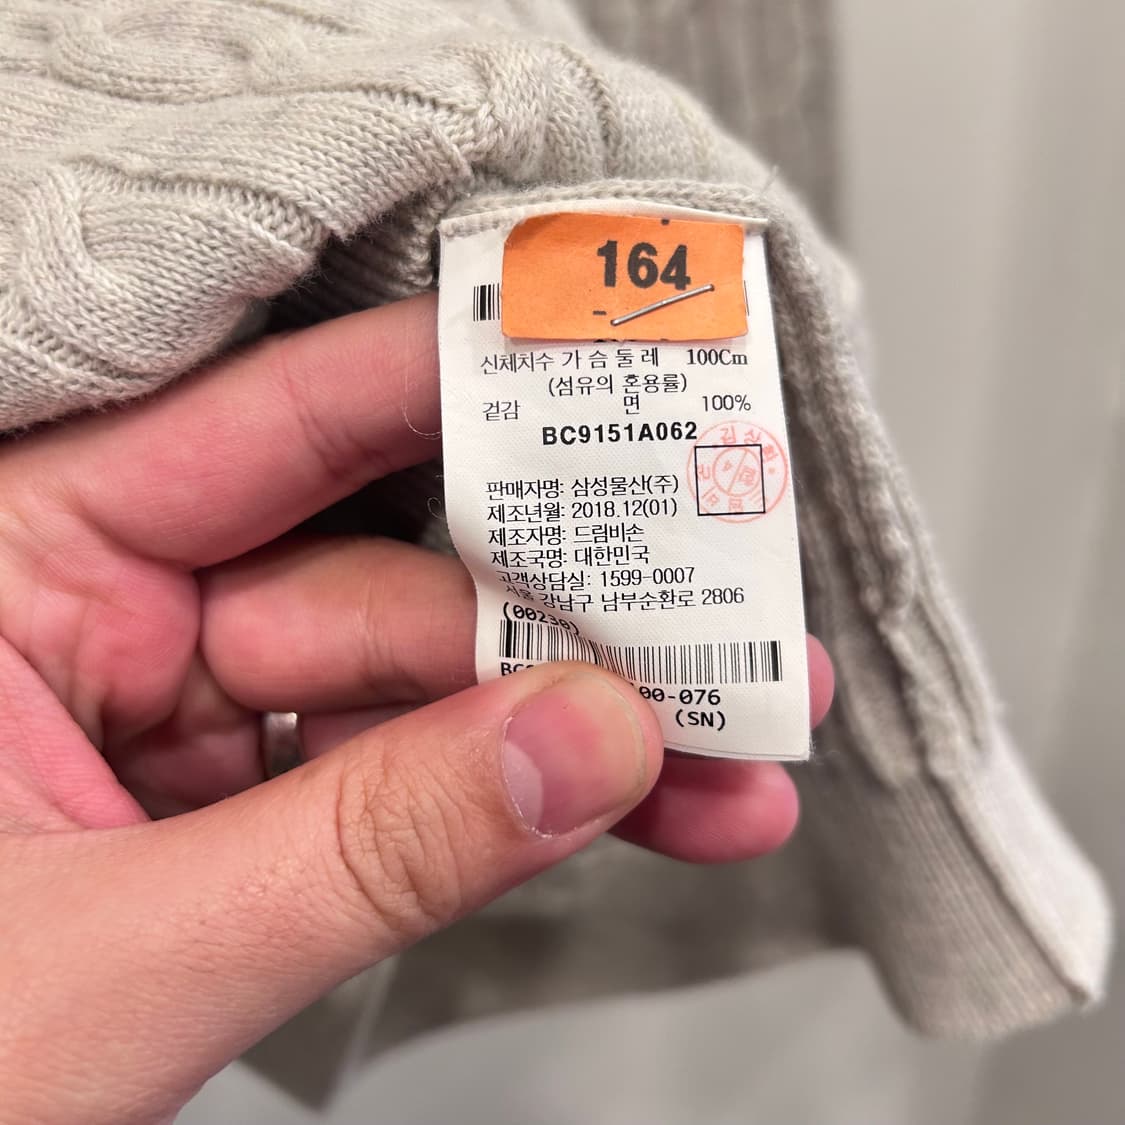 164
신체치수 가 슴 둘 레 100Cm
(섬유의 혼용률)
겉감 면 100%
BC9151A062
판매자명: 삼성물산(주)
제조년월: 2018.12(01)
제조자명: 드림비손
제조국명: 대한민국
고객상담실: 1599-0007
서울 강남구 남부순환로 2806
(00230)
00-076
(SN)